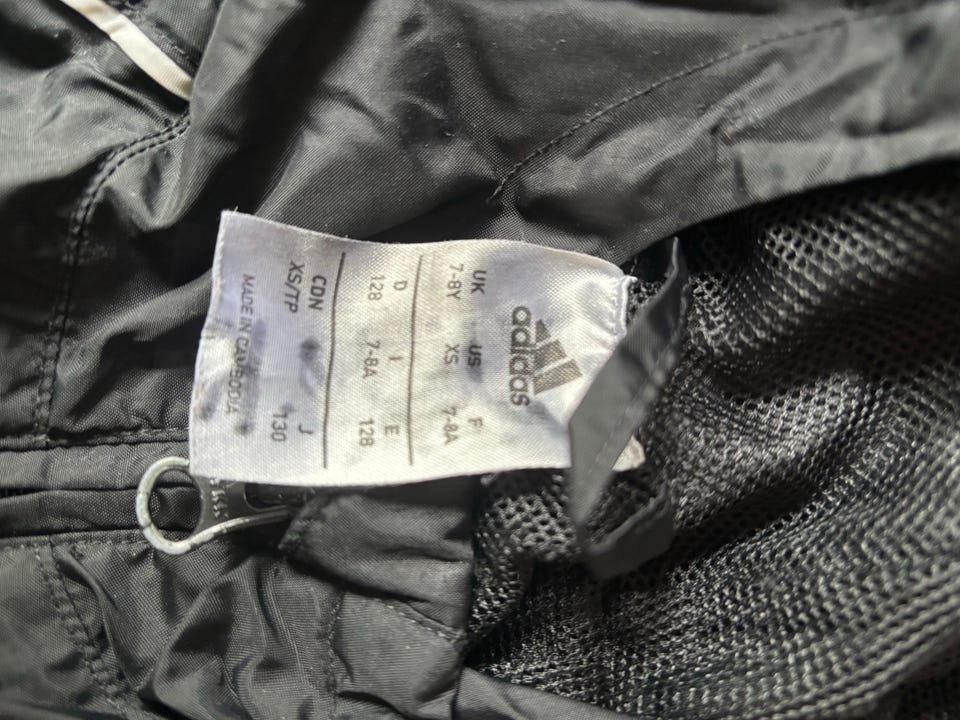 adidas
UK US F
7-8Y XS 7-8A
D I E
128 7-8A 128
CDN J
XS/TP 130
MADE IN CAMBODIA